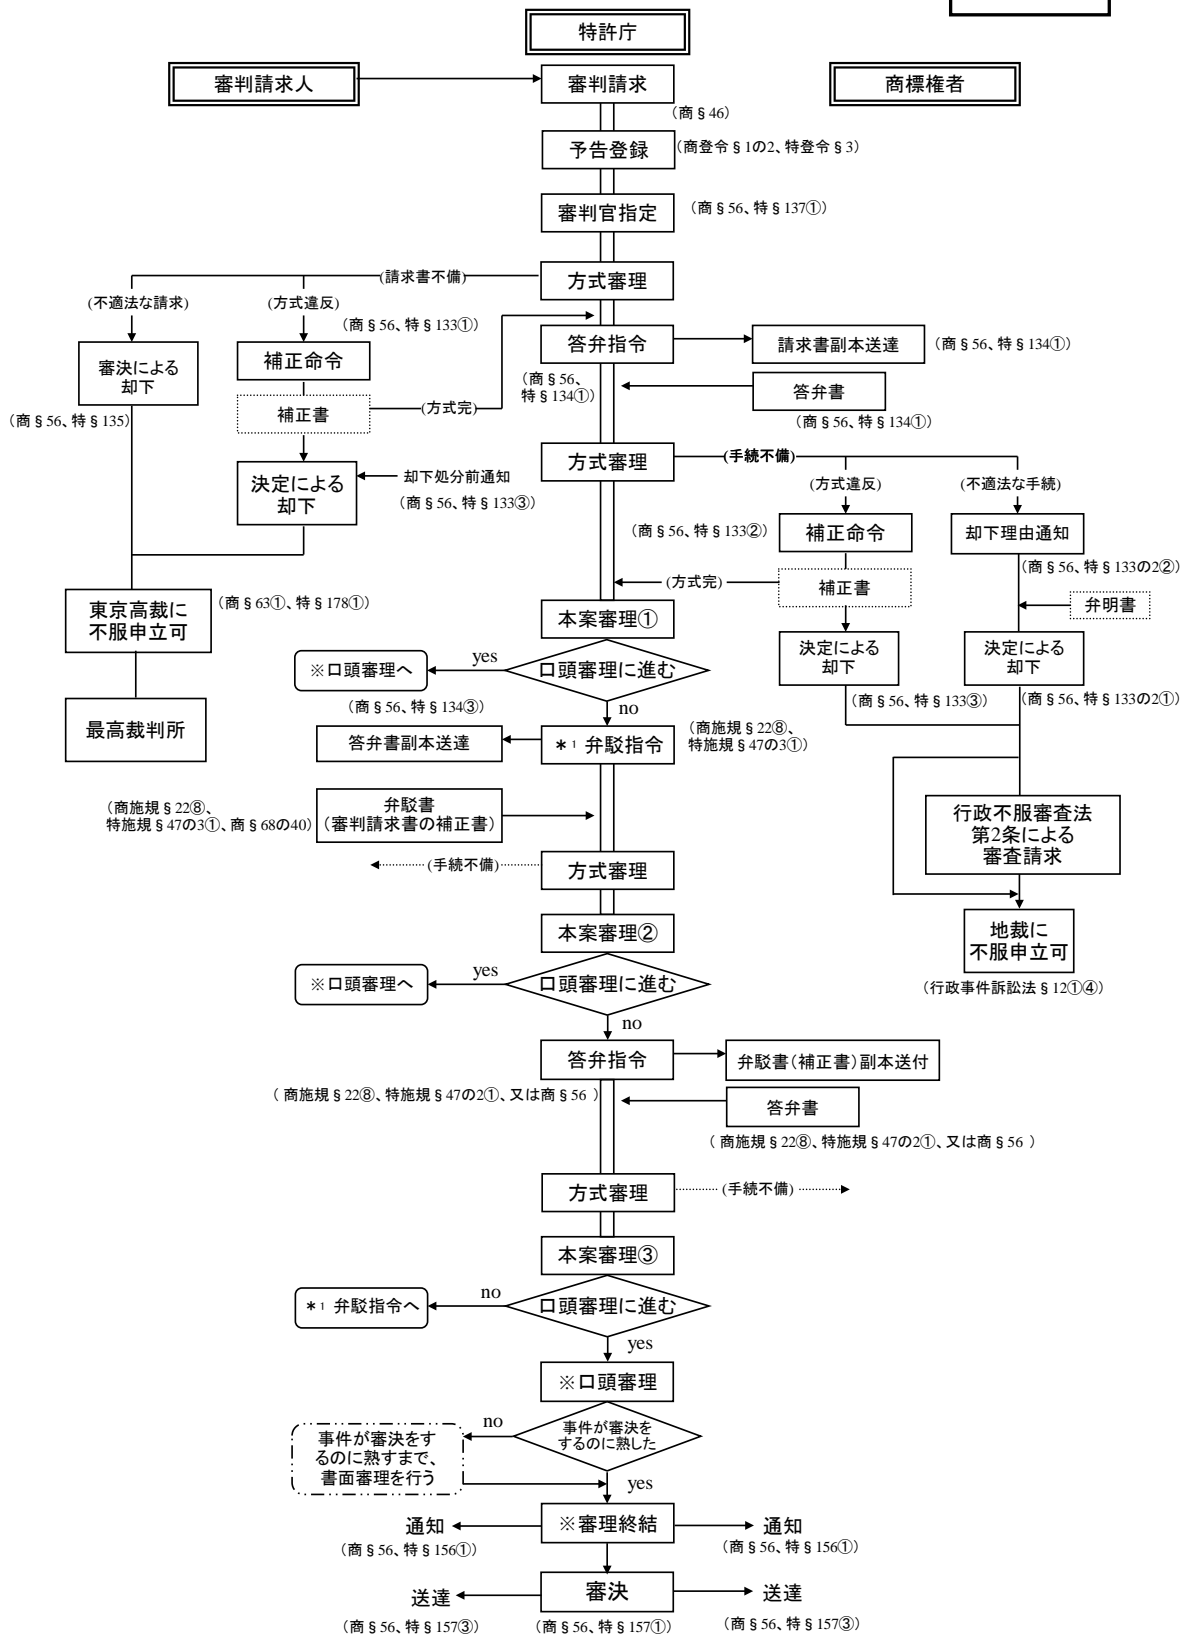 特許庁
審判請求人
審判請求
商標権者
(商§46)
予告登録
(商登令§1の2、特登令§3)
審判官指定
(商§56、特§137①)
方式審理
(請求書不備)
(不適法な請求)
(方式違反)
(商§56、特§133①)
審決による
却下
(商§56、特§135)
補正命令
補正書
(方式完)
答弁指令
(商§56、
特§134①)
請求書副本送達
(商§56、特§134①)
答弁書
(商§56、特§134①)
決定による
却下
却下処分前通知
(商§56、特§133③)
方式審理
(手続不備)
(方式違反)
(不適法な手続)
(商§56、特§133②)
補正命令
却下理由通知
(商§56、特§133の2②)
(方式完)
補正書
弁明書
東京高裁に
不服申立可
(商§63①、特§178①)
最高裁判所
本案審理①
決定による
却下
(商§56、特§133③)
決定による
却下
(商§56、特§133の2①)
※口頭審理へ
yes
口頭審理に進む
no
(商§56、特§134③)
答弁書副本送達
*1 弁駁指令
(商施規§22⑧、
特施規§47の3①)
(商施規§22⑧、
特施規§47の3①、商§68の40)
弁駁書
(審判請求書の補正書)
行政不服審査法
第2条による
審査請求
(手続不備)
方式審理
本案審理②
地裁に
不服申立可
(行政事件訴訟法§12①④)
※口頭審理へ
yes
口頭審理に進む
no
答弁指令
弁駁書(補正書)副本送付
(商施規§22⑧、特施規§47の2①、又は商§56)
答弁書
(商施規§22⑧、特施規§47の2①、又は商§56)
方式審理
(手続不備)
本案審理③
*1 弁駁指令へ
no
口頭審理に進む
yes
※口頭審理
no
事件が審決を
するのに熟した
事件が審決をす
るのに熟すまで、
書面審理を行う
yes
通知
※審理終結
通知
(商§56、特§156①)
(商§56、特§156①)
送達
審決
送達
(商§56、特§157③)
(商§56、特§157①)
(商§56、特§157③)